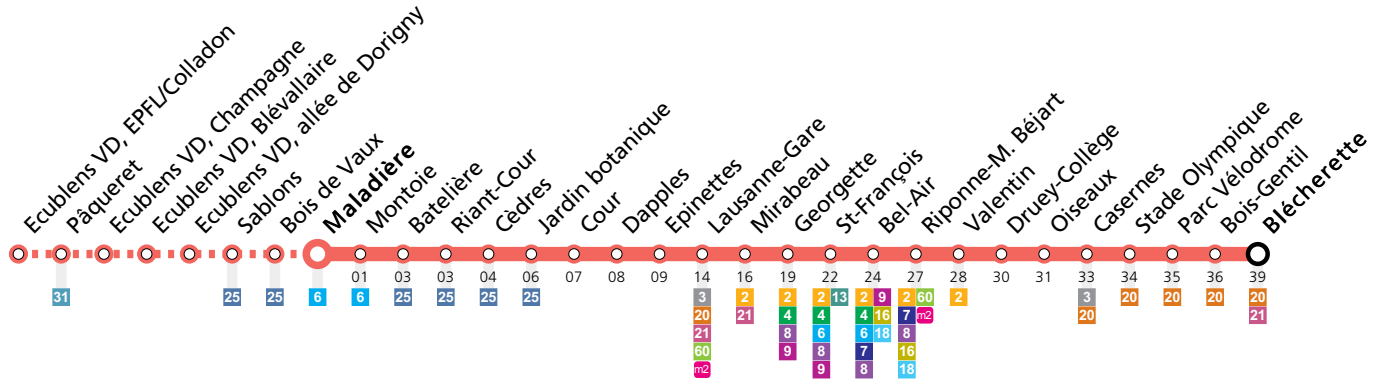 Ecublens VD, EPFL/Colladon
Pâqueret
Ecublens VD, Champagne
Ecublens VD, Blévallaire
Ecublens VD, allée de Dorigny
Sablons
Bois de Vaux
Maladière
Montoie
Batelière
Riant-Cour
Cèdres
Jardin botanique
Cour
Dapples
Epinettes
Lausanne-Gare
Mirabeau
Georgette
St-François
Bel-Air
Riponne-M. Béjart
Valentin
Druey-Collège
Oiseaux
Casernes
Stade Olympique
Parc Vélodrome
Bois-Gentil
Blécherette
01 03 03 04 06 07 08 09 14 16 19 22 24 27 28 30 31 33 34 35 36 39
31 25 25 6 6 25 25 25 25 3 2 2 2 13 2 9 2 60 2 3 20 20 20 20
20 21 4 4 4 16 7 m2 20 21
21 8 6 6 18 8
60 9 8 7 16
m2 9 8 18